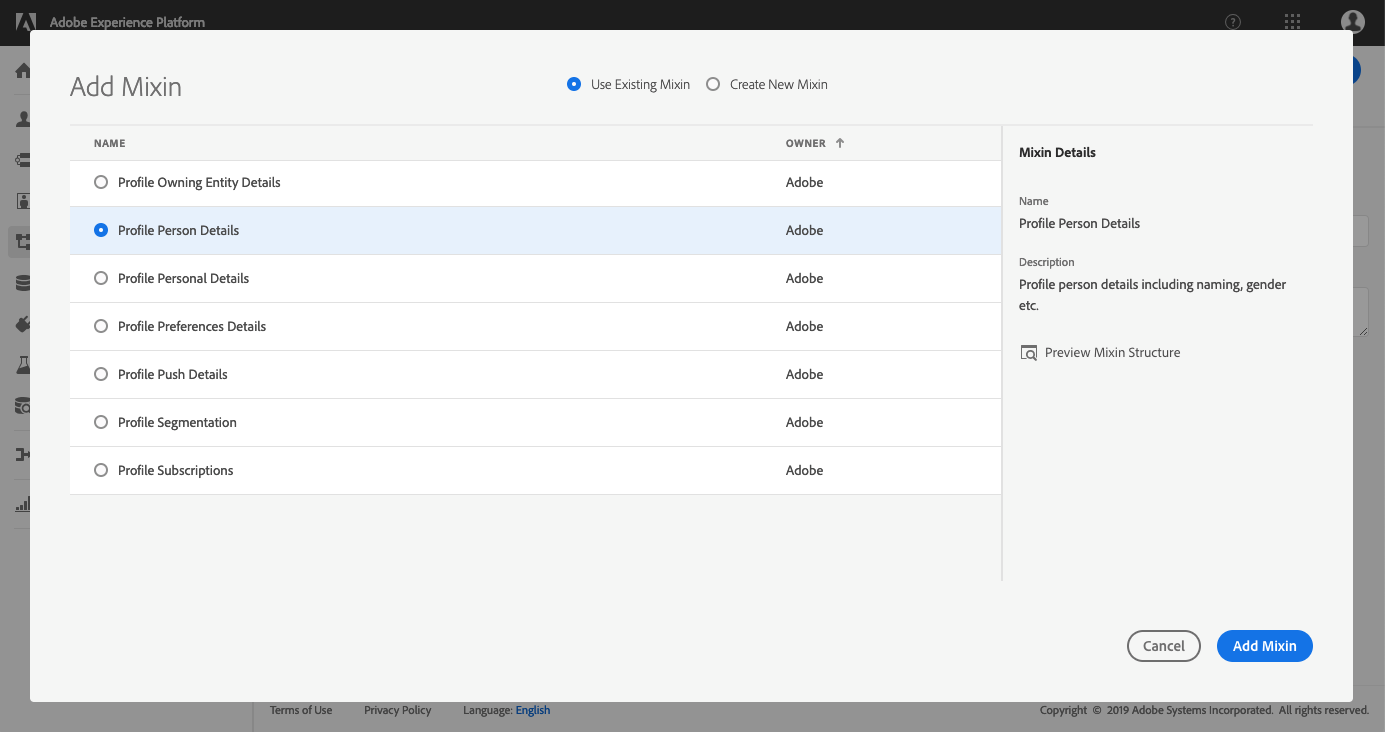 Adobe Experience Platform
Add Mixin
Use Existing Mixin
Create New Mixin
NAME
OWNER
Profile Owning Entity Details
Adobe
Profile Person Details
Adobe
Profile Personal Details
Adobe
Profile Preferences Details
Adobe
Profile Push Details
Adobe
Profile Segmentation
Adobe
Profile Subscriptions
Adobe
Mixin Details
Name
Profile Person Details
Description
Profile person details including naming, gender
etc.
Preview Mixin Structure
Cancel
Add Mixin
Terms of Use
Privacy Policy
Language: English
Copyright © 2019 Adobe Systems Incorporated. All rights reserved.